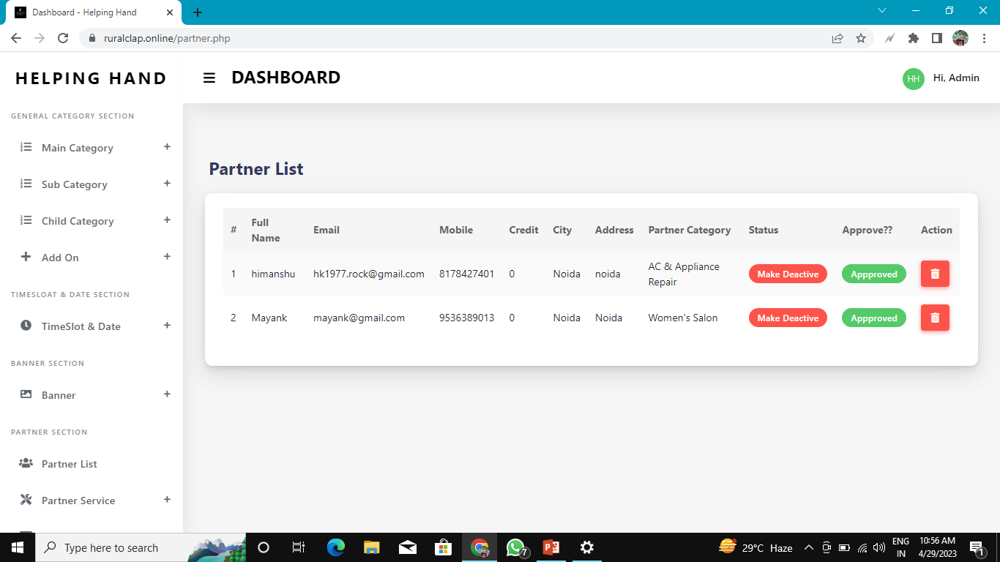 Dashboard - Helping Hand
ruralclap.online/partner.php
HELPING HAND
DASHBOARD
HH
Hi, Admin
GENERAL CATEGORY SECTION
Main Category +
Sub Category +
Child Category +
Add On +
TIMESLOAT & DATE SECTION
TimeSlot & Date +
BANNER SECTION
Banner +
PARTNER SECTION
Partner List
Partner Service +
Partner List
# Full Name Email Mobile Credit City Address Partner Category Status Approve?? Action
1 himanshu hk1977.rock@gmail.com 8178427401 0 Noida noida AC & Appliance Repair Make Deactive Appproved
2 Mayank mayank@gmail.com 9536389013 0 Noida Noida Women's Salon Make Deactive Appproved
Type here to search
7
29°C Haze
ENG
IN
10:56 AM
4/29/2023
1